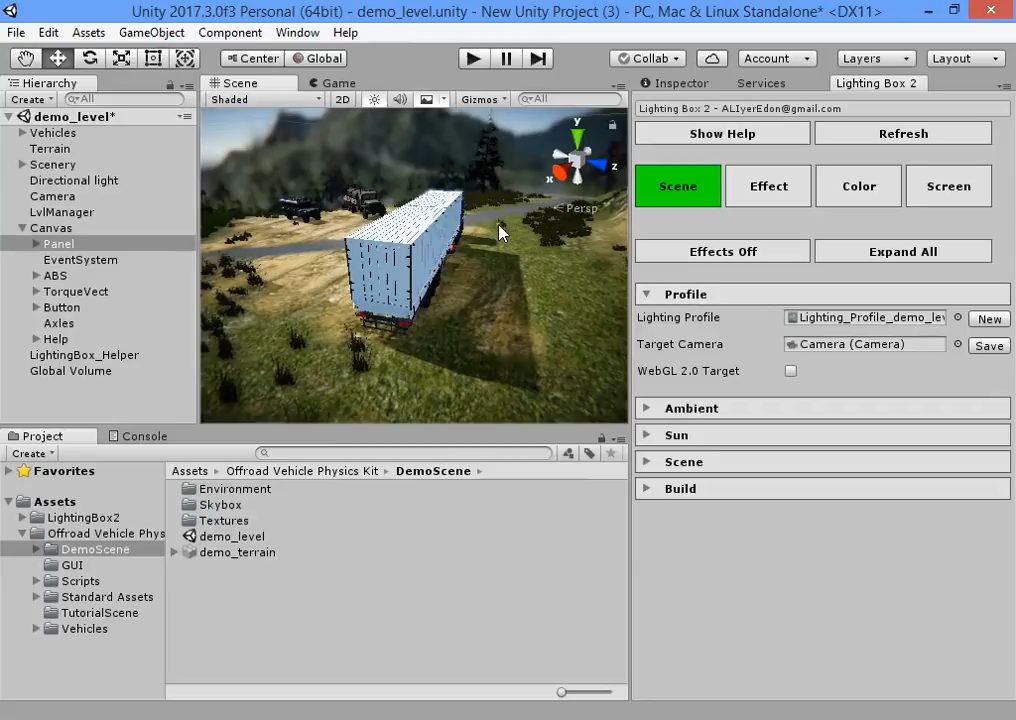 Unity 2017.3.0f3 Personal (64bit) - demo_level.unity - New Unity Project (3) - PC, Mac & Linux Standalone* <DX11>
File Edit Assets GameObject Component Window Help
Center Global Collab Account Layers Layout
Hierarchy Scene Game Inspector Services Lighting Box 2
Create All Shaded 2D Gizmos All
Lighting Box 2 - ALIyerEdon@gmail.com
demo_level*
Vehicles
Terrain
Scenery
Directional light
Camera
LvlManager
Canvas
Panel
EventSystem
ABS
TorqueVect
Button
Axles
Help
LightingBox_Helper
Global Volume
y
x
z
Persp
Show Help Refresh
Scene Effect Color Screen
Effects Off Expand All
Profile
Lighting Profile Lighting_Profile_demo_le New
Target Camera Camera (Camera) Save
WebGL 2.0 Target
Ambient
Sun
Scene
Build
Project Console
Create
Favorites
Assets
LightingBox2
Offroad Vehicle Phys
DemoScene
GUI
Scripts
Standard Assets
TutorialScene
Vehicles
Assets Offroad Vehicle Physics Kit DemoScene
Environment
Skybox
Textures
demo_level
demo_terrain